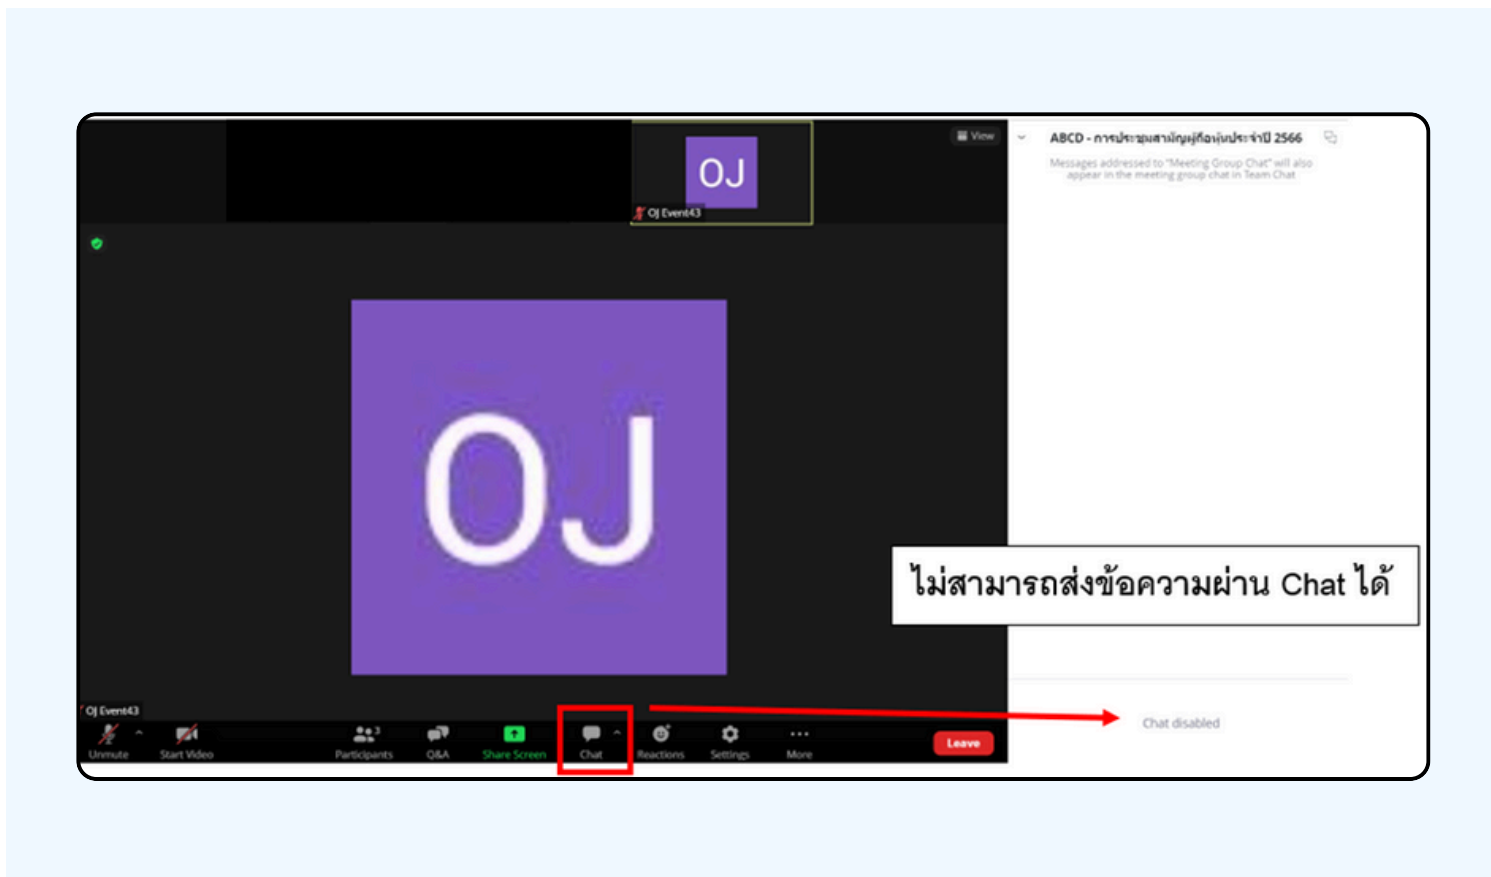 View
ABCD - การประชุมสามัญผู้ถือหุ้นประจำปี 2566
Messages addressed to "Meeting Group Chat" will also
appear in the meeting group chat in Team Chat
OJ
OJ Event43
OJ
ไม่สามารถส่งข้อความผ่าน Chat ได้
OJ Event43
Chat disabled
3
Unmute Start Video Participants Q&A Share Screen Chat Reactions Settings More Leave